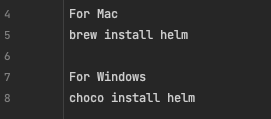 4 For Mac
5 brew install helm
6
7 For Windows
8 choco install helm